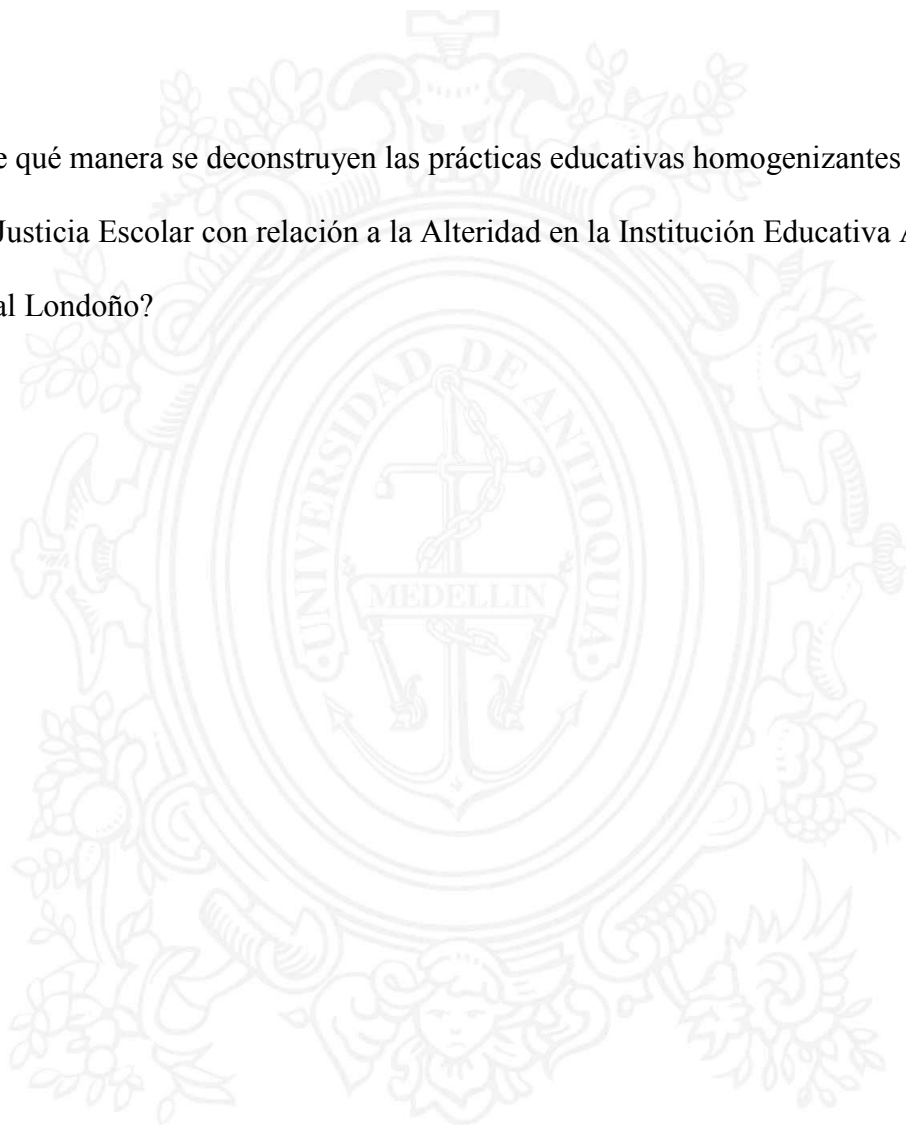 e qué manera se deconstruyen las prácticas educativas homogenizantes
Justicia Escolar con relación a la Alteridad en la Institución Educativa A
al Londoño?
UNIVERSIDAD DE ANTIOQUIA
MEDELLIN